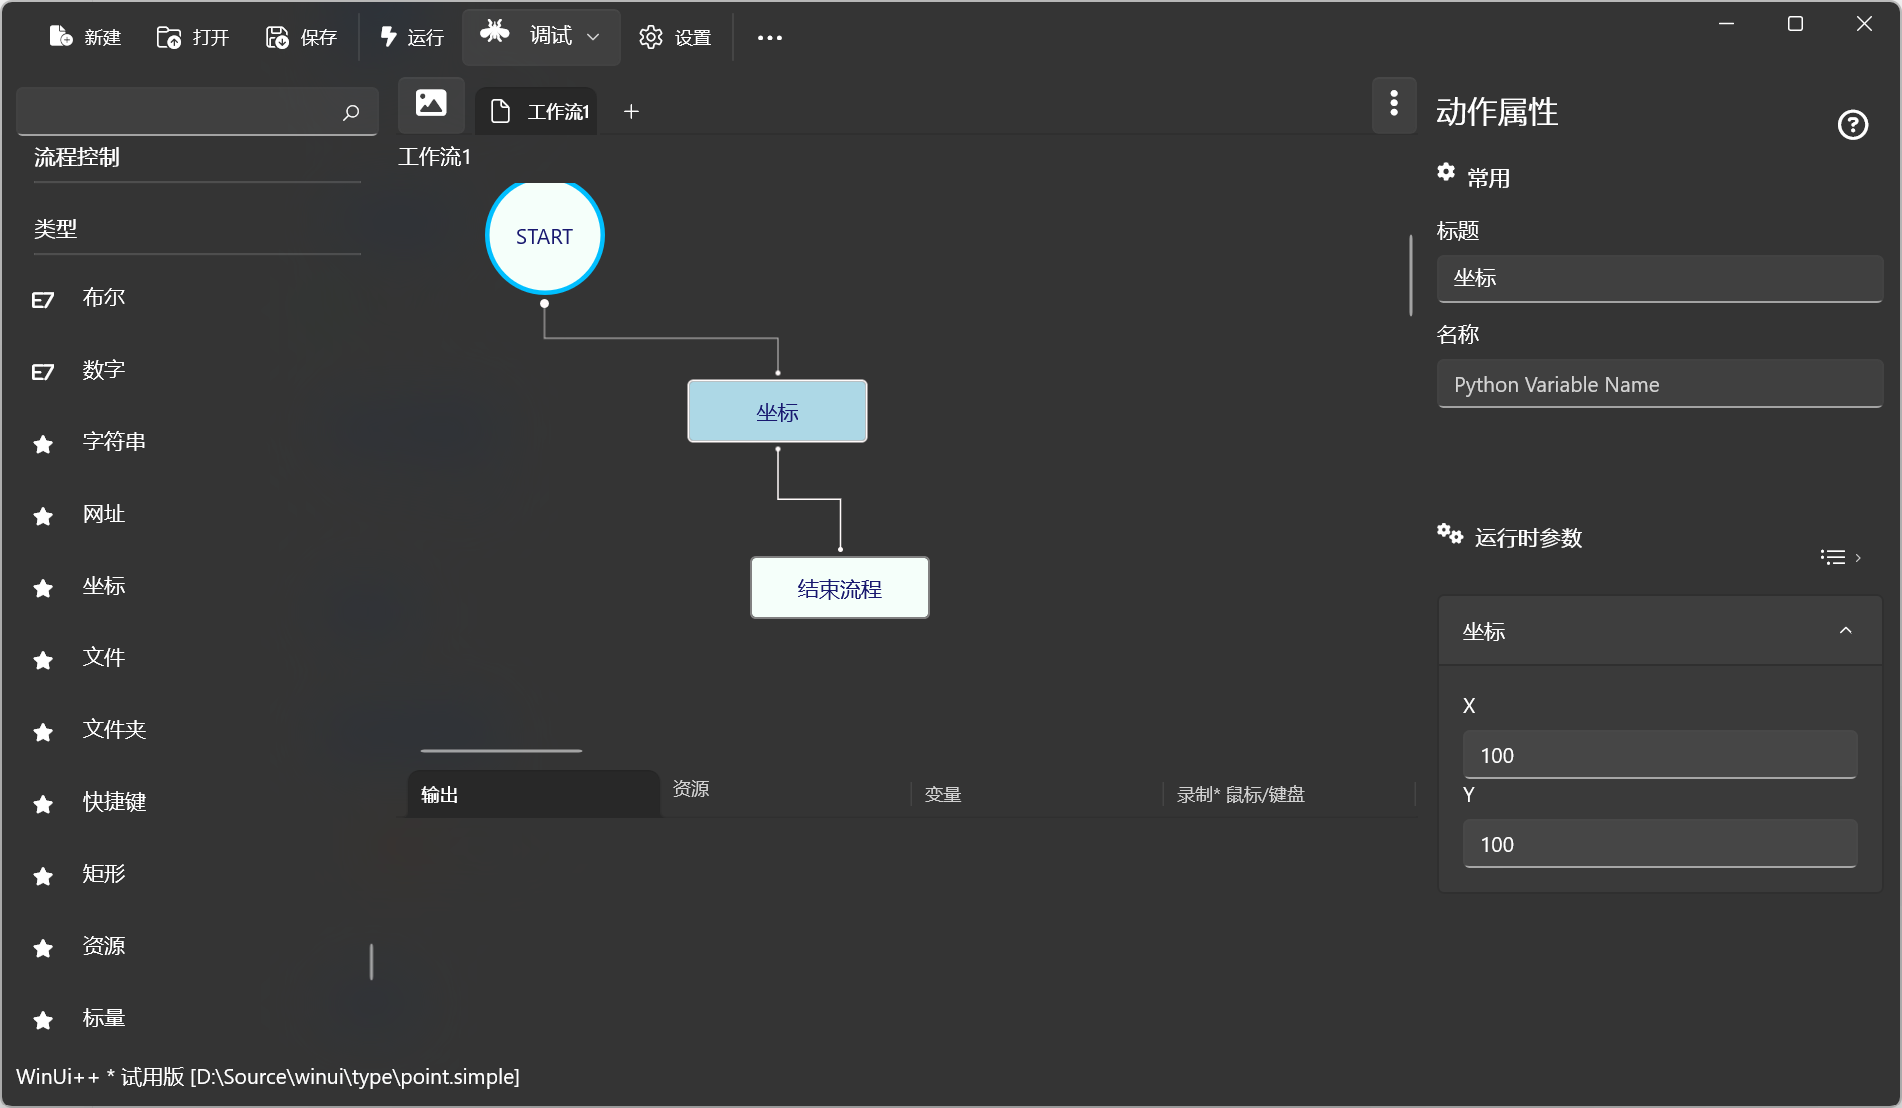 新建 打开 保存 运行 调试 设置
工作流1
工作流1
流程控制
类型
布尔
数字
字符串
网址
坐标
文件
文件夹
快捷键
矩形
资源
标量
START
坐标
结束流程
输出 资源 变量 录制* 鼠标/键盘
动作属性
常用
标题
坐标
名称
Python Variable Name
运行时参数
坐标
X
100
Y
100
WinUi++ * 试用版 [D:\Source\winui\type\point.simple]